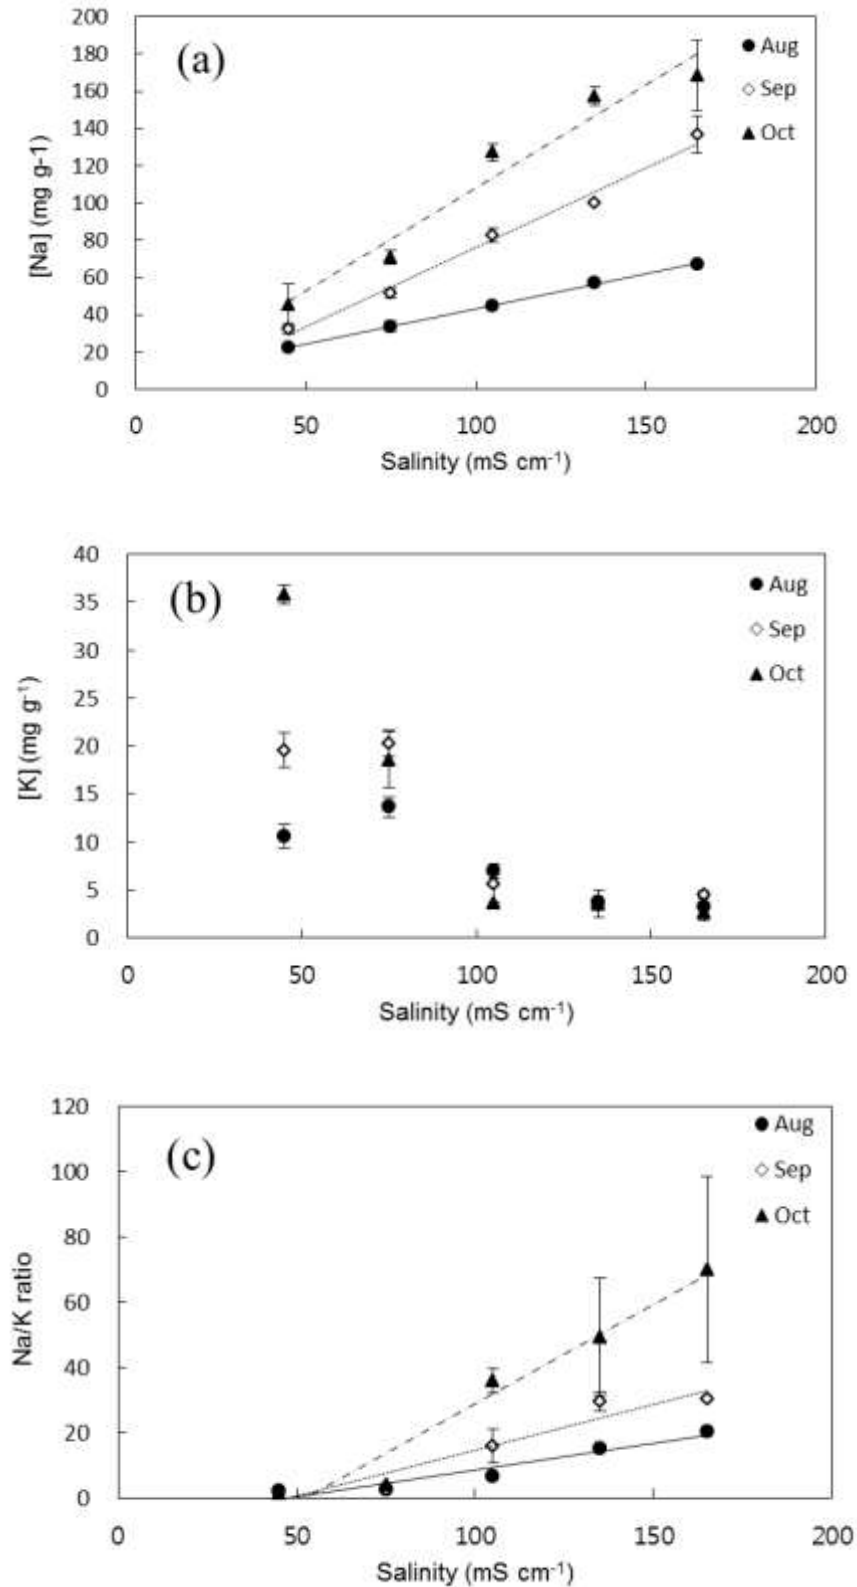 200
180
160
140
120
100
80
60
40
20
0
[Na] (mg g-1)
(a)
Aug
Sep
Oct
0 50 100 150 200
Salinity (mS cm⁻¹)
40
35
30
25
20
15
10
5
0
[K] (mg g⁻¹)
(b)
Aug
Sep
Oct
0 50 100 150 200
Salinity (mS cm⁻¹)
120
100
80
60
40
20
0
Na/K ratio
(c)
Aug
Sep
Oct
0 50 100 150 200
Salinity (mS cm⁻¹)